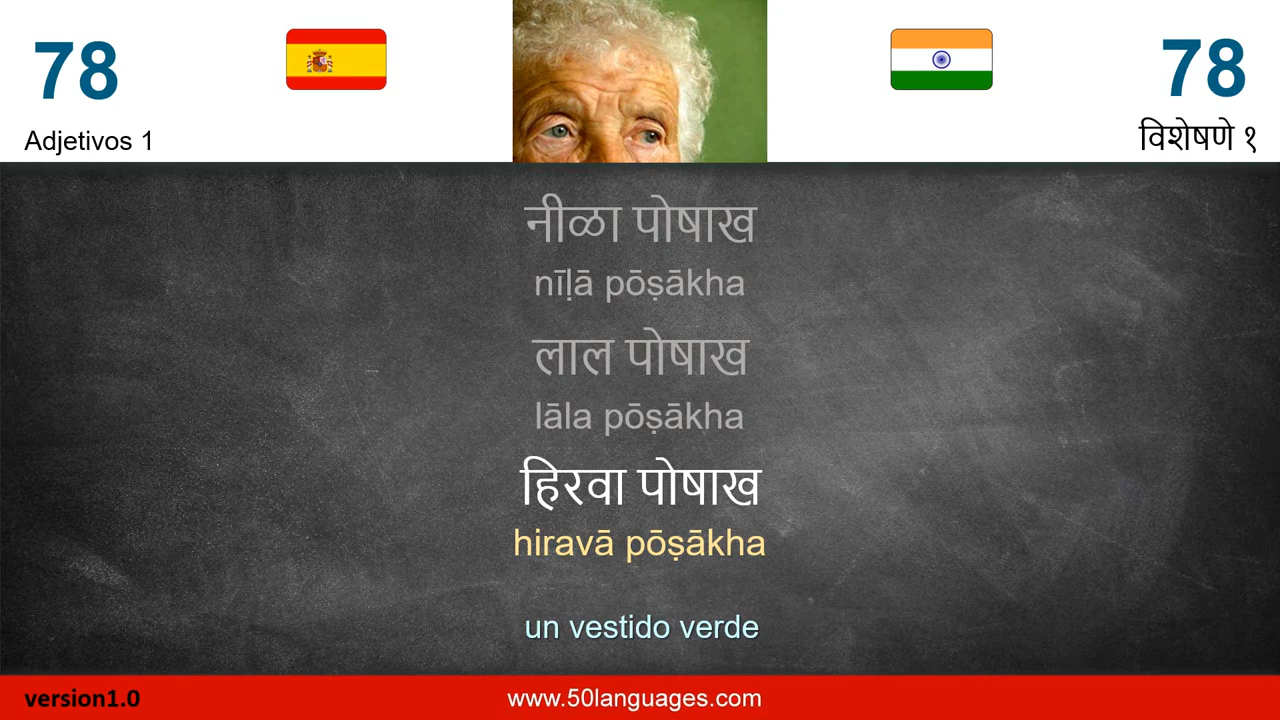 78
78
Adjetivos 1
विशेषणे १
नीळा पोषाख
nīḷā pōṣākha
लाल पोषाख
lāla pōṣākha
हिरवा पोषाख
hiravā pōṣākha
un vestido verde
version1.0
www.50languages.com